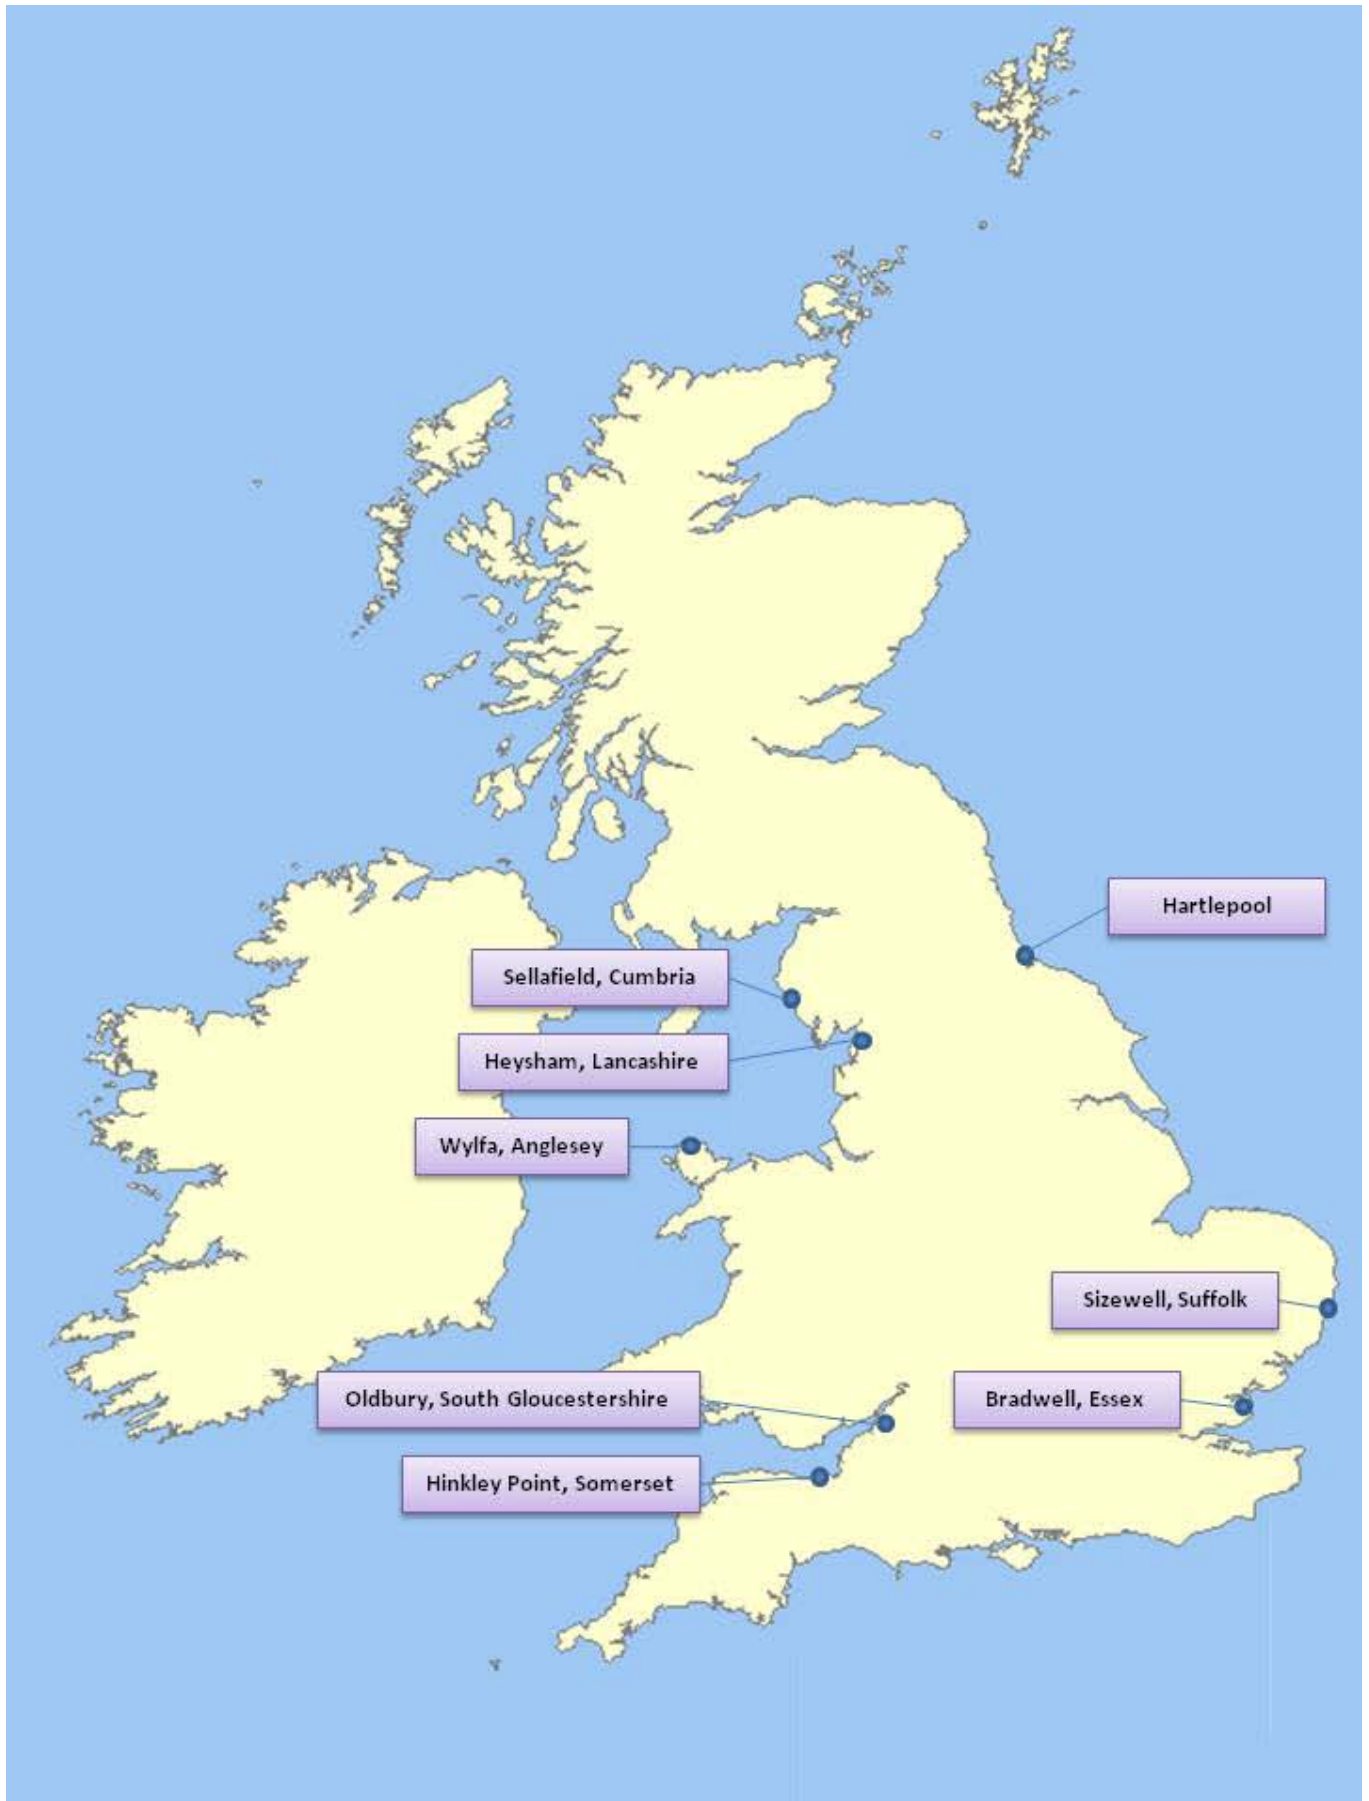 Hartlepool
Sellafield, Cumbria
Heysham, Lancashire
Wylfa, Anglesey
Sizewell, Suffolk
Oldbury, South Gloucestershire
Bradwell, Essex
Hinkley Point, Somerset